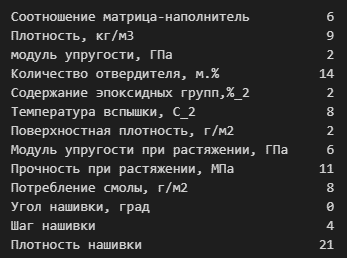 Соотношение матрица-наполнитель 6
Плотность, кг/м3 9
модуль упругости, ГПа 2
Количество отвердителя, м.% 14
Содержание эпоксидных групп,%_2 2
Температура вспышки, С_2 8
Поверхностная плотность, г/м2 2
Модуль упругости при растяжении, ГПа 6
Прочность при растяжении, МПа 11
Потребление смолы, г/м2 8
Угол нашивки, град 0
Шаг нашивки 4
Плотность нашивки 21